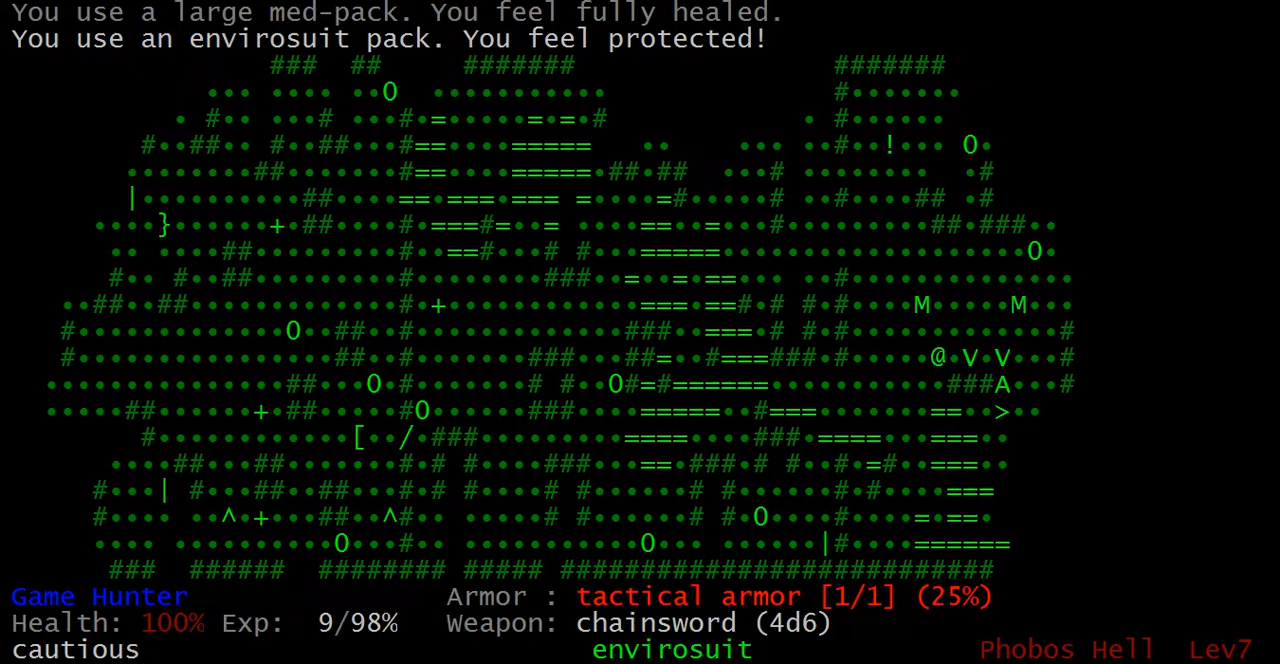 You use a large med-pack. You feel fully healed.
You use an envirosuit pack. You feel protected!
Game Hunter Armor : tactical armor [1/1] (25%)
Health: 100% Exp: 9/98% Weapon: chainsword (4d6)
cautious envirosuit Phobos Hell Lev7